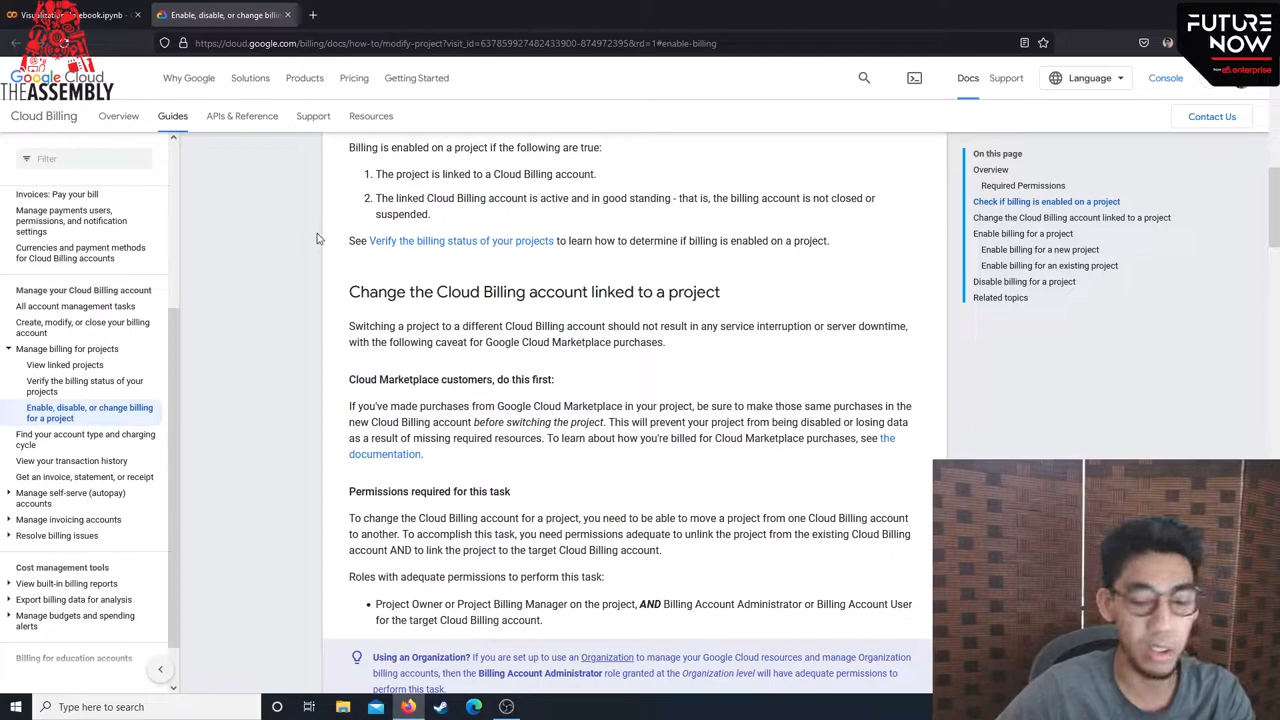 Visualiz
tebook.ipynb
Enable, disable, or change billin
https://cloud.google.com/billing/docs/how-to/modify-project?visit_id=637859927482433900-874972395&rd=1#enable-billing
FUTURE
NOW
from e& enterprise
Google Cloud
THEASSEMBLY
Why Google
Solutions
Products
Pricing
Getting Started
Docs
Support
Language
Console
Cloud Billing
Overview
Guides
APIs & Reference
Support
Resources
Contact Us
Filter
Invoices: Pay your bill
Manage payments users,
permissions, and notification
settings
Currencies and payment methods
for Cloud Billing accounts
Manage your Cloud Billing account
All account management tasks
Create, modify, or close your billing
account
Manage billing for projects
View linked projects
Verify the billing status of your
projects
Enable, disable, or change billing
for a project
Find your account type and charging
cycle
View your transaction history
Get an invoice, statement, or receipt
Manage self-serve (autopay)
accounts
Manage invoicing accounts
Resolve billing issues
Cost management tools
View built-in billing reports
Export billing data for analysis
Manage budgets and spending
alerts
Billing for education accounts
Billing is enabled on a project if the following are true:
1. The project is linked to a Cloud Billing account.
2. The linked Cloud Billing account is active and in good standing - that is, the billing account is not closed or
suspended.
See Verify the billing status of your projects to learn how to determine if billing is enabled on a project.
Change the Cloud Billing account linked to a project
Switching a project to a different Cloud Billing account should not result in any service interruption or server downtime,
with the following caveat for Google Cloud Marketplace purchases.
Cloud Marketplace customers, do this first:
If you've made purchases from Google Cloud Marketplace in your project, be sure to make those same purchases in the
new Cloud Billing account before switching the project. This will prevent your project from being disabled or losing data
as a result of missing required resources. To learn about how you're billed for Cloud Marketplace purchases, see the
documentation.
Permissions required for this task
To change the Cloud Billing account for a project, you need to be able to move a project from one Cloud Billing account
to another. To accomplish this task, you need permissions adequate to unlink the project from the existing Cloud Billing
account AND to link the project to the target Cloud Billing account.
Roles with adequate permissions to perform this task:
• Project Owner or Project Billing Manager on the project, AND Billing Account Administrator or Billing Account User
for the target Cloud Billing account.
Using an Organization? If you are set up to use an Organization to manage your Google Cloud resources and manage Organization
billing accounts, then the Billing Account Administrator role granted at the Organization level will have adequate permissions to
perform this task.
On this page
Overview
Required Permissions
Check if billing is enabled on a project
Change the Cloud Billing account linked to a project
Enable billing for a project
Enable billing for a new project
Enable billing for an existing project
Disable billing for a project
Related topics
Type here to search